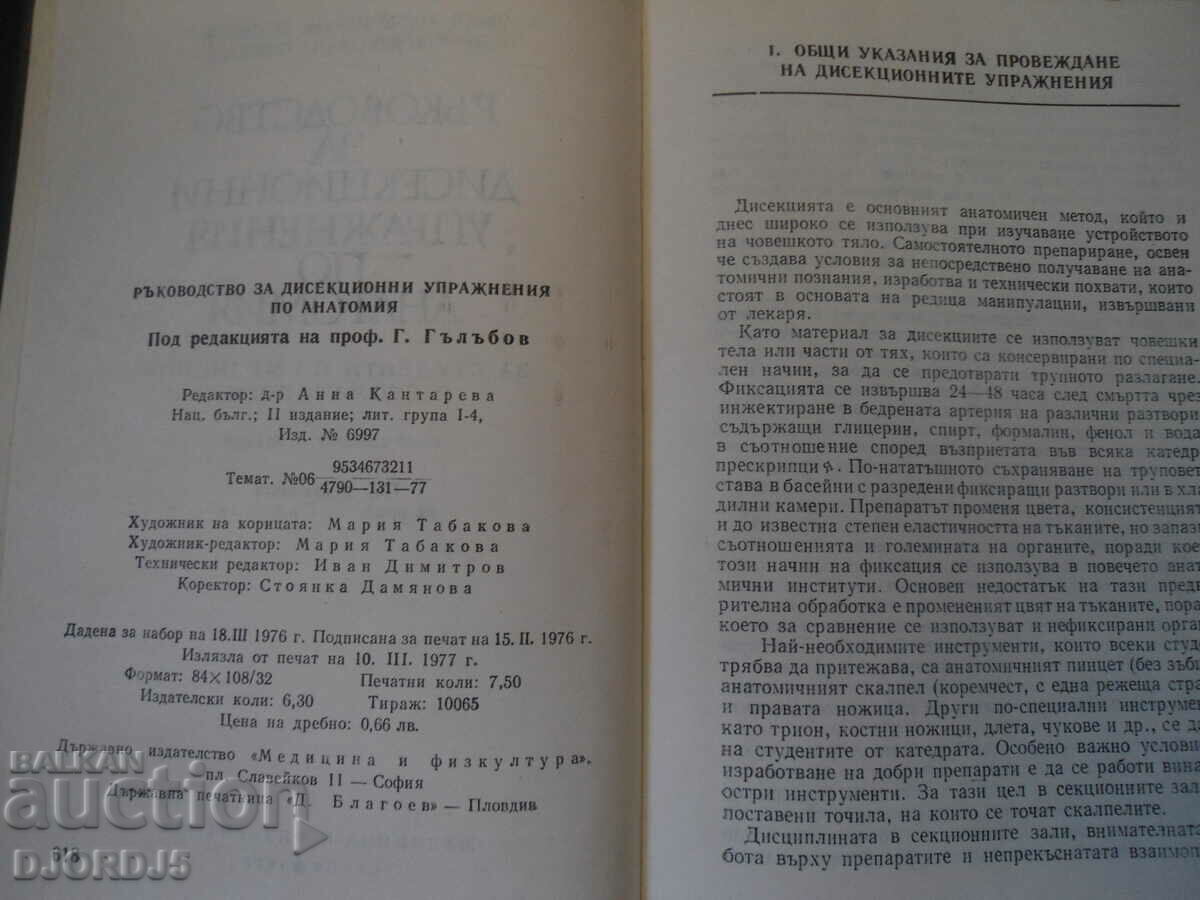 РЪКОВОДСТВО ЗА ДИСЕКЦИОННИ УПРАЖНЕНИЯ
ПО АНАТОМИЯ
Под редакцията на проф. Г. Гълъбов
Редактор: д-р Анна Кантарева
Нац. бълг.; II издание; лит. група I-4,
Изд. № 6997
Темат. №06 9534673211
4790—131—77
Художник на корицата: Мария Табакова
Художник-редактор: Мария Табакова
Технически редактор: Иван Димитров
Коректор: Стоянка Дамянова
Дадена за набор на 18.III 1976 г. Подписана за печат на 15. II. 1976 г.
Излязла от печат на 10. III. 1977 г.
Формат: 84×108/32 Печатни коли: 7,50
Издателски коли: 6,30 Тираж: 10065
Цена на дребно: 0,66 лв.
Държавно издателство «Медицина и физкултура»,
пл. Славейков II — София
Държавна печатница «Д. Благоев» — Пловдив
618
BALKAN
auction
DJORDJ5
I. ОБЩИ УКАЗАНИЯ ЗА ПРОВЕЖДАНЕ
НА ДИСЕКЦИОННИТЕ УПРАЖНЕНИЯ
Дисекцията е основният анатомичен метод, който и
днес широко се използува при изучаване устройството
на човешкото тяло. Самостоятелното препариране, освен
че създава условия за непосредствено получаване на ана-
томични познания, изработва и технически похвати, които
стоят в основата на редица манипулации, извършвани
от лекаря.
Като материал за дисекциите се използуват човешки
тела или части от тях, които са консервирани по специа-
лен начин, за да се предотврати трупното разлагане.
Фиксацията се извършва 24—48 часа след смъртта чрез
инжектиране в бедрената артерия на различни разтвори
съдържащи глицерин, спирт, формалин, фенол и вода
в съотношение според възприетата във всяка катедр
прескрипция. По-нататъшното съхраняване на труповет
става в басейни с разредени фиксиращи разтвори или в хла
дилни камери. Препаратът променя цвета, консистенцият
и до известна степен еластичността на тъканите, но запаз
съотношенията и големината на органите, поради кое
този начин на фиксация се използува в повечето анат
мични институти. Основен недостатък на тази предв
рителна обработка е промененият цвят на тъканите, пора
което за сравнение се използуват и нефиксирани орган
Най-необходимите инструменти, които всеки студе
трябва да притежава, са анатомичният пинцет (без зъби
анатомичният скалпел (коремчест, с една режеща стра
и правата ножица. Други по-специални инструмен
като трион, костни ножици, длета, чукове и др., се да
на студентите от катедрата. Особено важно услови
изработване на добри препарати е да се работи вина
остри инструменти. За тази цел в секционните зал
поставени точила, на които се точат скалпелите.
Дисциплината в секционните зали, внимателната
бота върху препаратите и непрекъснатата взаимоп